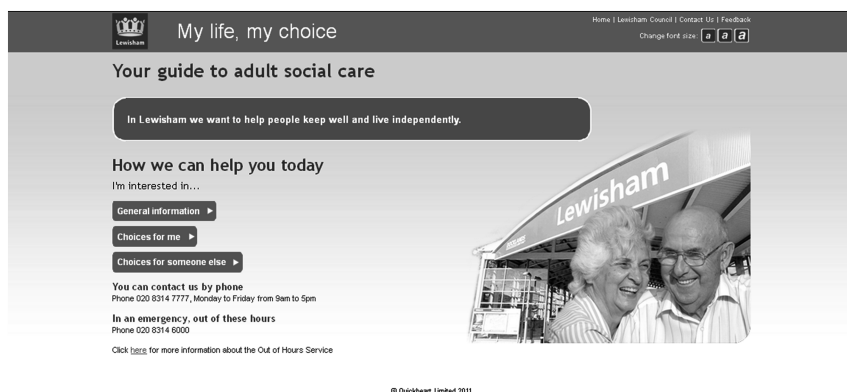 Home | Lewisham Council | Contact Us | Feedback
Lewisham
My life, my choice
Change font size: a a a
Your guide to adult social care
In Lewisham we want to help people keep well and live independently.
How we can help you today
I'm interested in...
General information
Choices for me
Choices for someone else
Lewisham
You can contact us by phone
Phone 020 8314 7777, Monday to Friday from 9am to 5pm
In an emergency, out of these hours
Phone 020 8314 6000
Click here for more information about the Out of Hours Service
© Quickheart Limited 2011